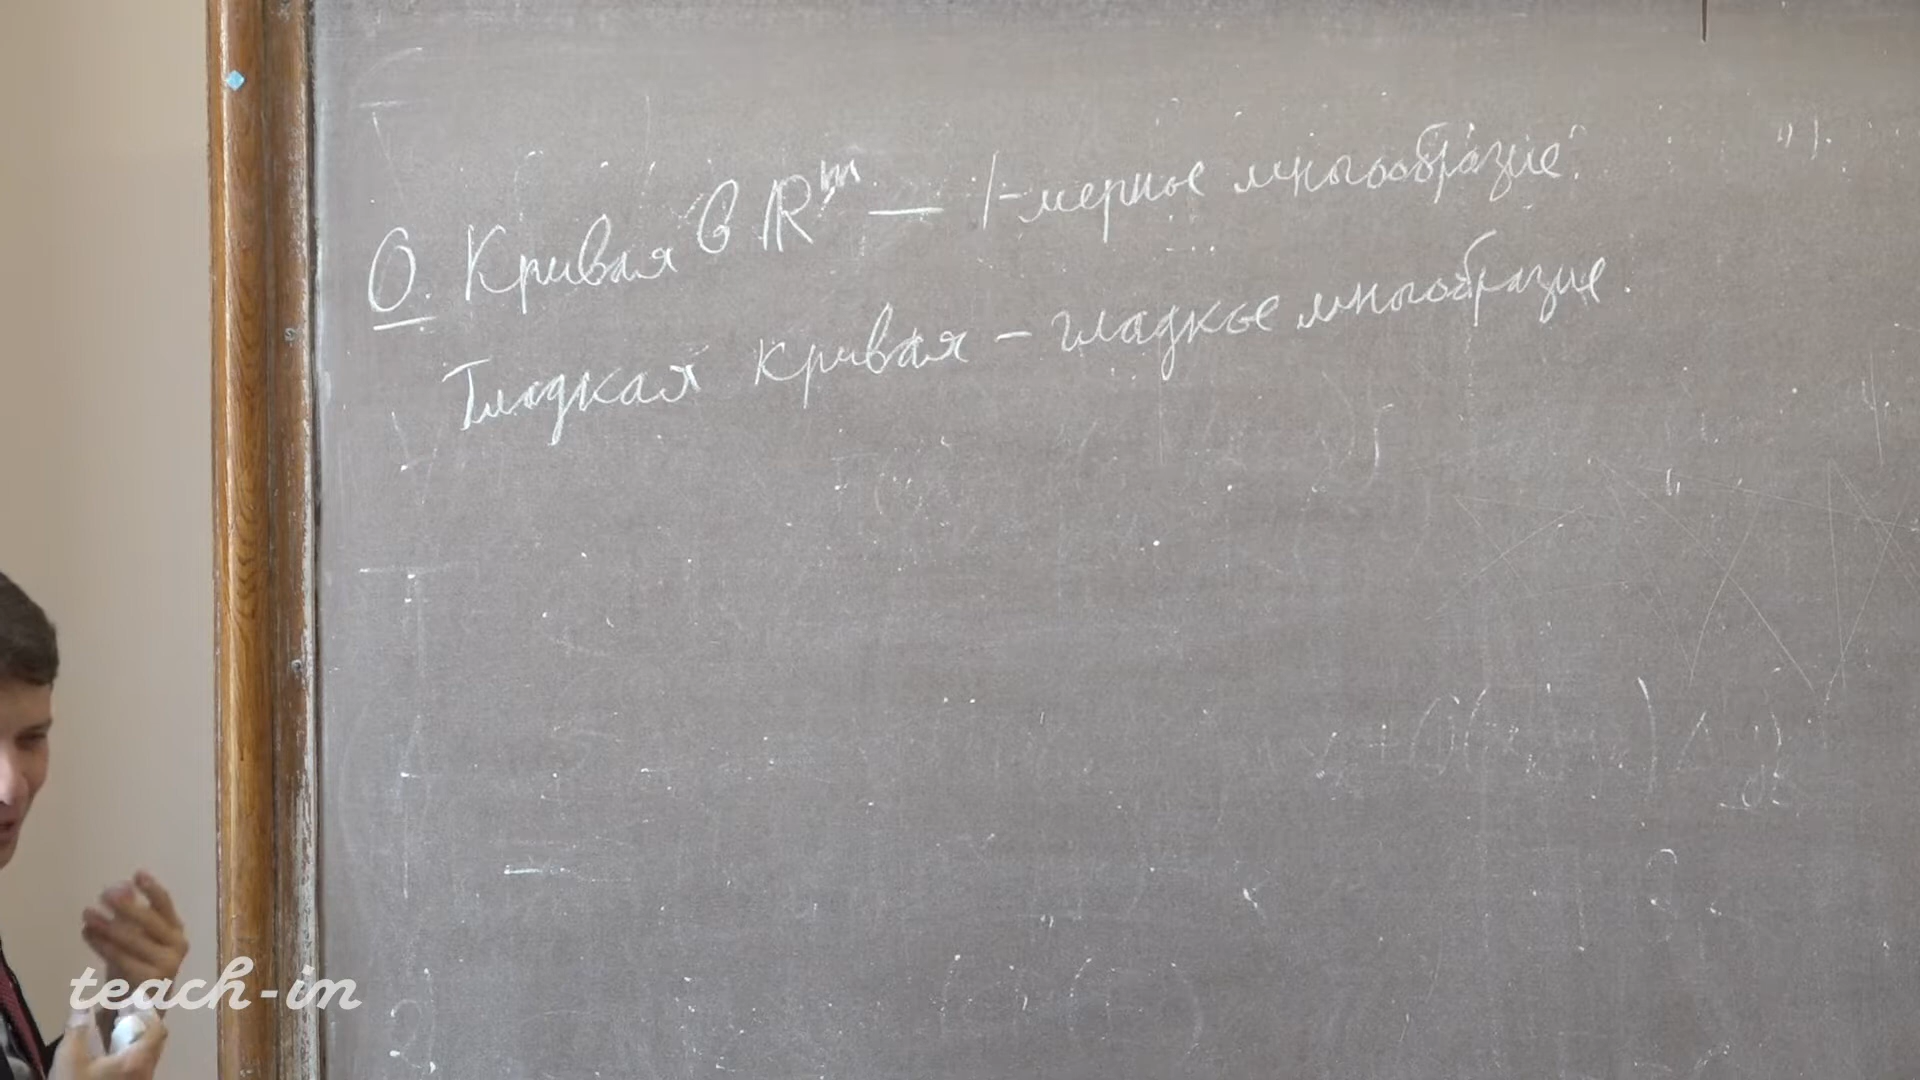 О. Кривая в ℝᵐ — 1-мерное многообразие.
Гладкая кривая – гладкое многообразие.
teach-in